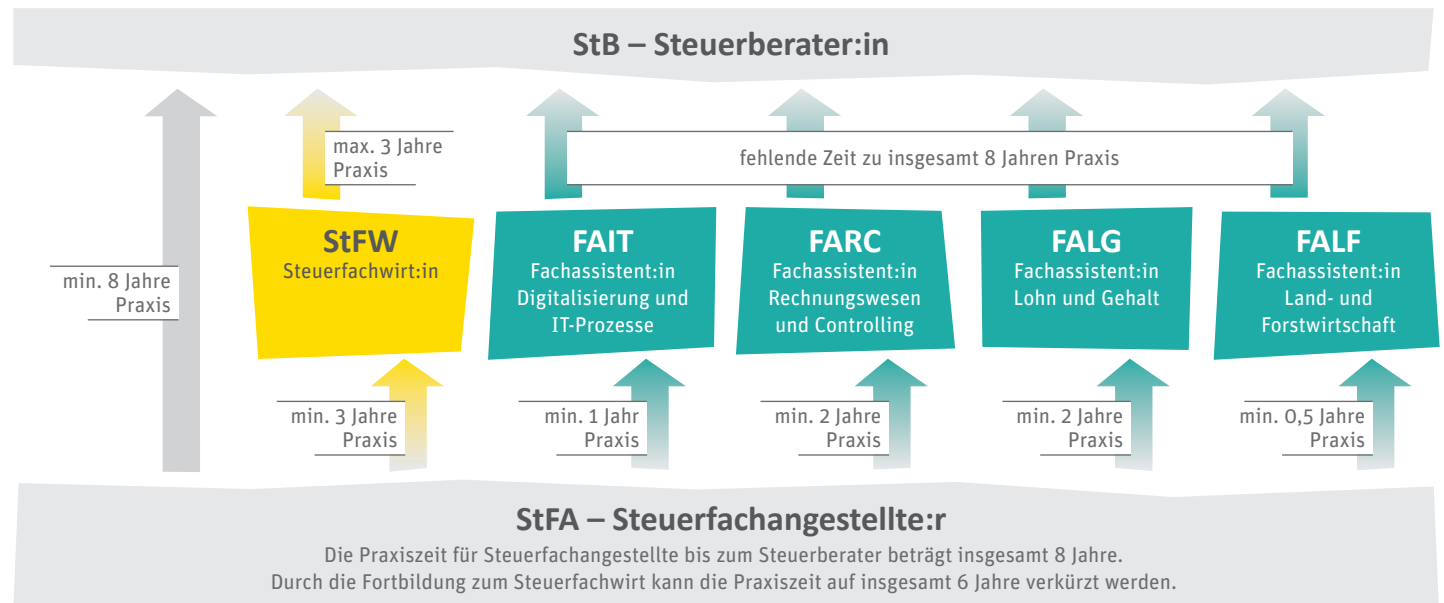 StB – Steuerberater:in
max. 3 Jahre
Praxis
fehlende Zeit zu insgesamt 8 Jahren Praxis
min. 8 Jahre
Praxis
StFW
Steuerfachwirt:in
FAIT
Fachassistent:in
Digitalisierung und
IT-Prozesse
FARC
Fachassistent:in
Rechnungswesen
und Controlling
FALG
Fachassistent:in
Lohn und Gehalt
FALF
Fachassistent:in
Land- und
Forstwirtschaft
min. 3 Jahre
Praxis
min. 1 Jahr
Praxis
min. 2 Jahre
Praxis
min. 2 Jahre
Praxis
min. 0,5 Jahre
Praxis
StFA – Steuerfachangestellte:r
Die Praxiszeit für Steuerfachangestellte bis zum Steuerberater beträgt insgesamt 8 Jahre.
Durch die Fortbildung zum Steuerfachwirt kann die Praxiszeit auf insgesamt 6 Jahre verkürzt werden.